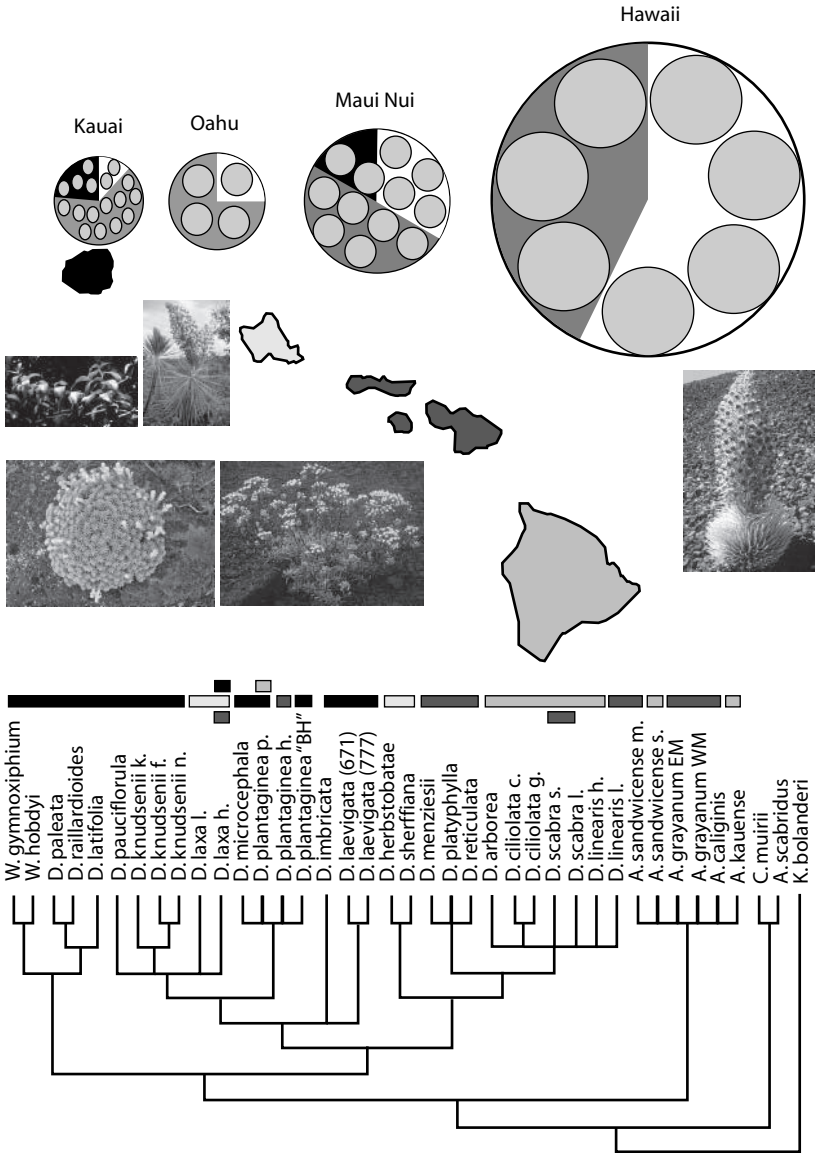 Hawaii
Maui Nui
Oahu
Kauai
W. gymnoxiphium
W. hobdyi
D. paleata
D. raillardioides
D. latifolia
D. pauciflorula
D. knudsenii k.
D. knudsenii f.
D. knudsenii n.
D. laxa l.
D. laxa h.
D. microcephala
D. plantaginea p.
D. plantaginea h.
D. plantaginea “BH”
D. imbricata
D. laevigata (671)
D. laevigata (777)
D. herbstobatae
D. sherffiana
D. menziesii
D. platyphylla
D. reticulata
D. arborea
D. ciliolata c.
D. ciliolata g.
D. scabra s.
D. scabra l.
D. linearis h.
D. linearis l.
A. sandwicense m.
A. sandwicense s.
A. grayanum EM
A. grayanum WM
A. caliginis
A. kauense
C. muirii
A. scabridus
K. bolanderi